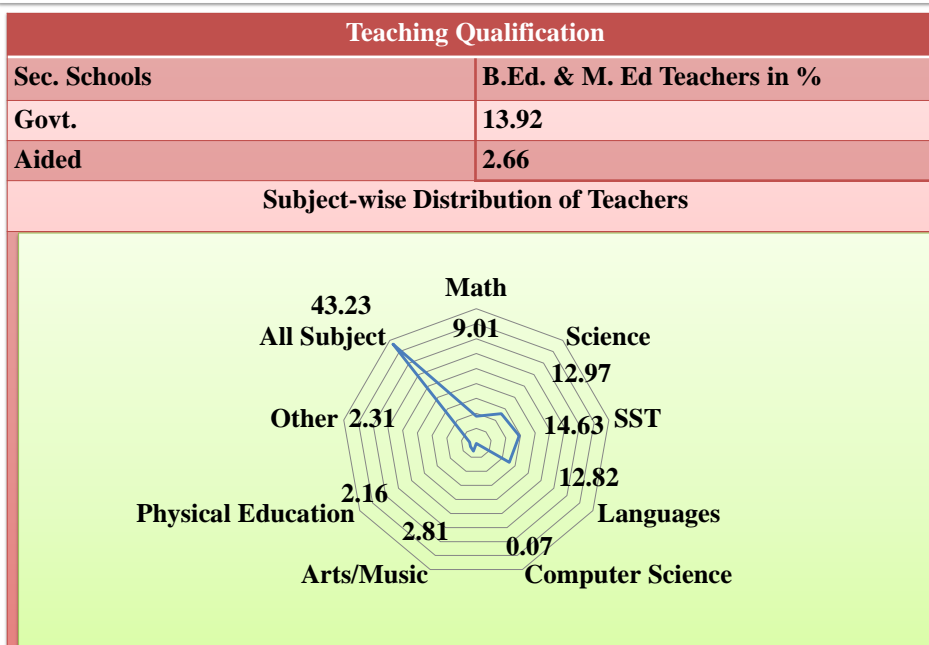 Teaching Qualification
Sec. Schools B.Ed. & M. Ed Teachers in %
Govt. 13.92
Aided 2.66
Subject-wise Distribution of Teachers
Math
9.01
Science
12.97
SST
14.63
Languages
12.82
Computer Science
0.07
Arts/Music
2.81
Physical Education
2.16
Other
2.31
All Subject
43.23